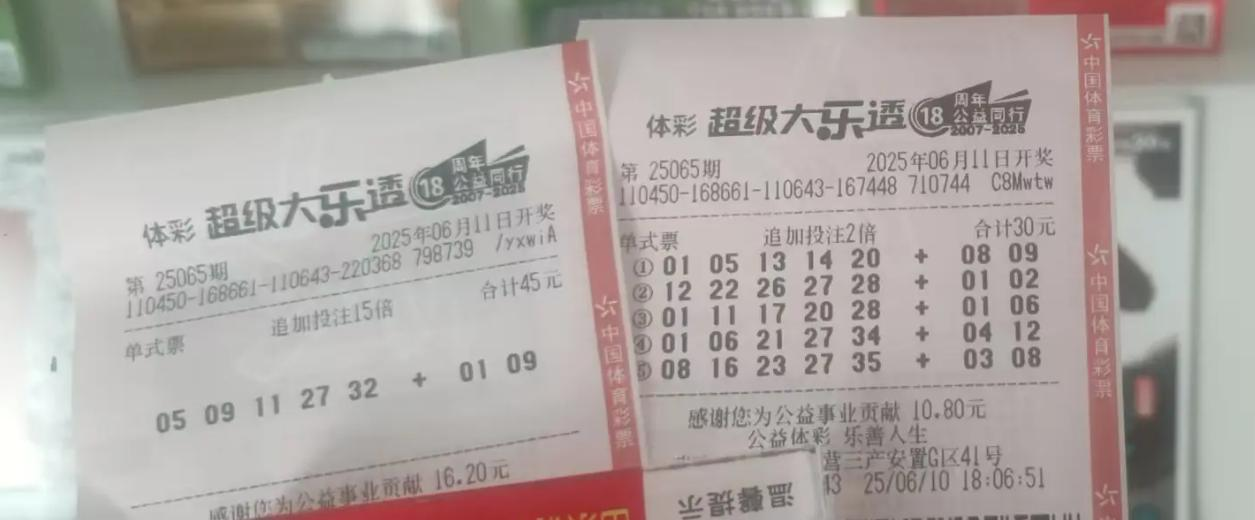 体彩 超级大乐透 18周年 公益同行 2007-2025
第 25065期 2025年06月11日开奖
110450-168661-110643-220368 798739 /yxwiA
单式票 追加投注15倍 合计45元
05 09 11 27 32 + 01 09
感谢您为公益事业贡献 16.20元
中国体育彩票
中国体育彩票
体彩 超级大乐透 18周年 公益同行 2007-2025
第 25065期 2025年06月11日开奖
110450-168661-110643-167448 710744 C8Mwtw
单式票 追加投注2倍 合计30元
① 01 05 13 14 20 + 08 09
② 12 22 26 27 28 + 01 02
③ 01 11 17 20 28 + 01 06
④ 01 06 21 27 34 + 04 12
⑤ 08 16 23 27 35 + 03 08
感谢您为公益事业贡献 10.80元
公益体彩 乐善人生
营三产安置G区41号
43 25/06/10 18:06:51
中国体育彩票
中国体育彩票
温馨提示